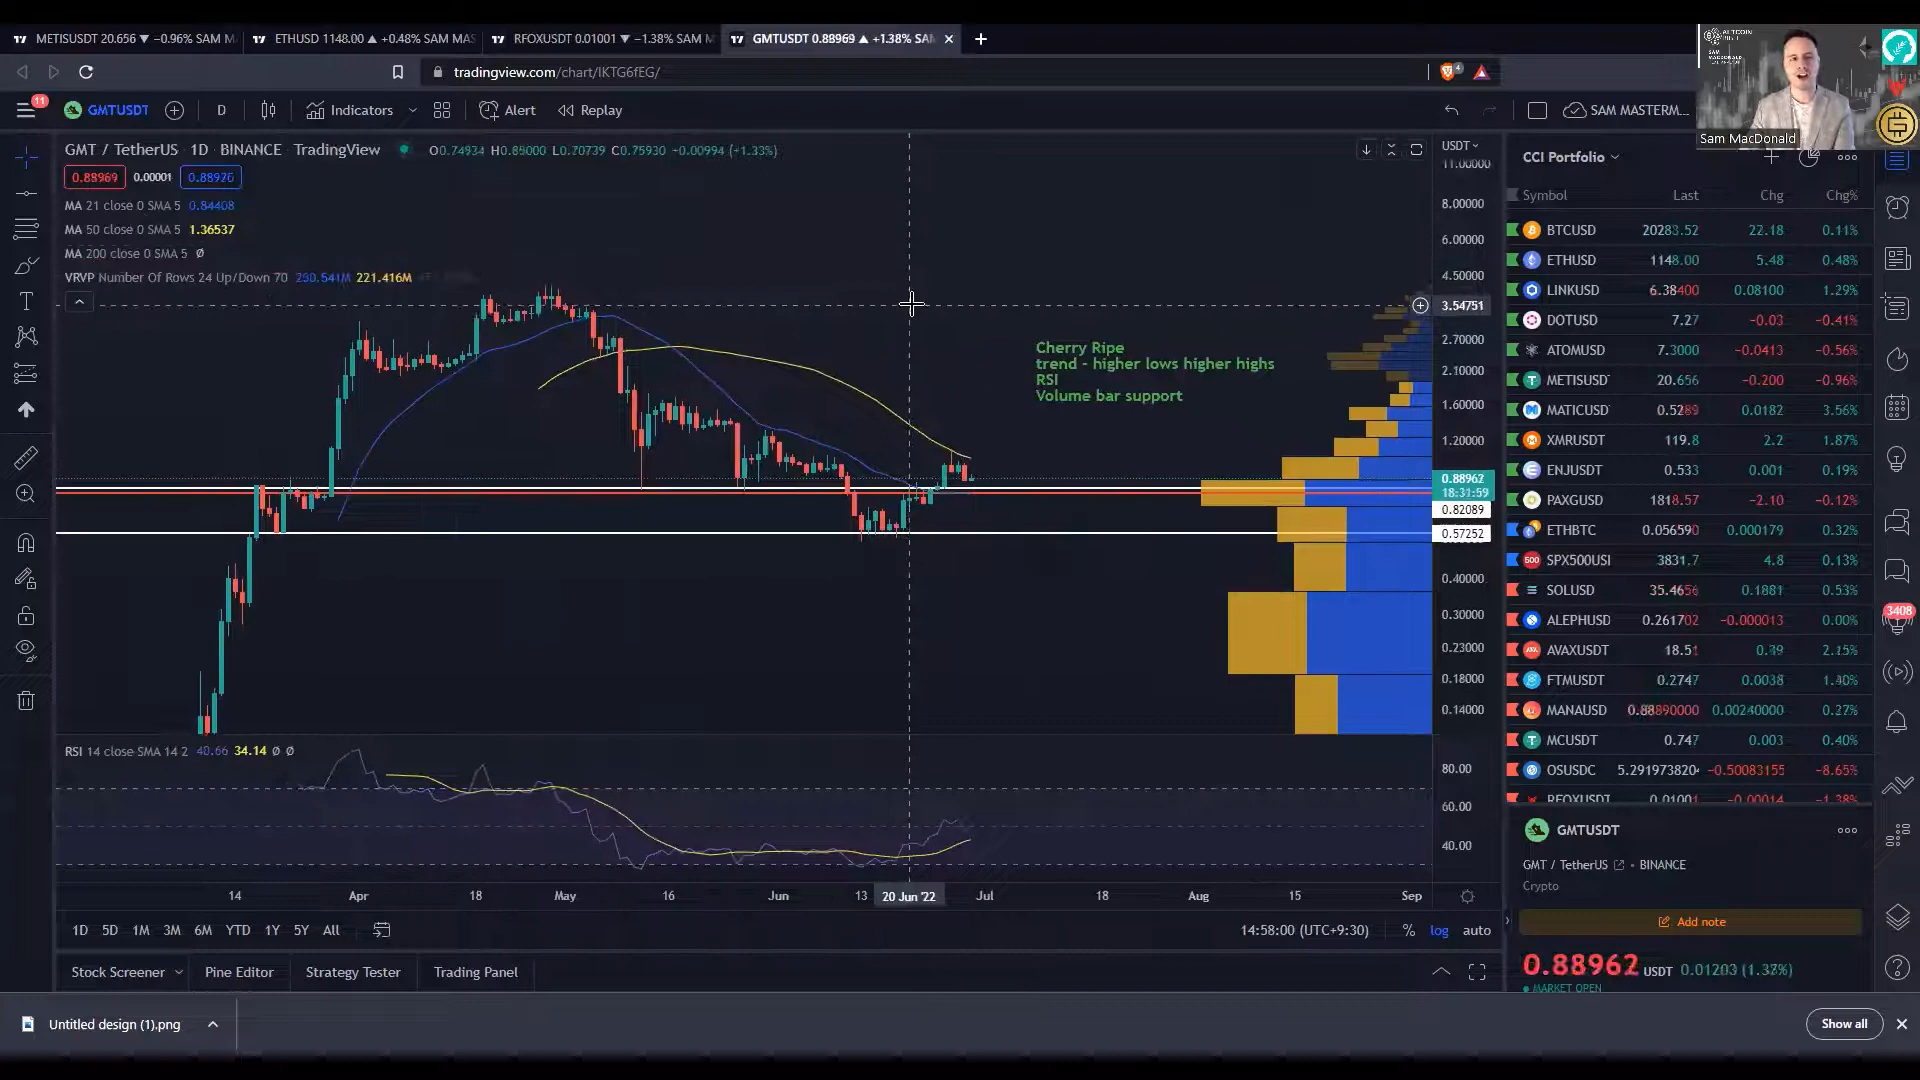 METISUSDT 20.656 ▼ −0.96% SAM M
ETHUSD 1148.00 ▲ +0.48% SAM MAS
RFOXUSDT 0.01001 ▼ −1.38% SAM M
GMTUSDT 0.88969 ▲ +1.38% SAM
tradingview.com/chart/IKTG6fEG/
4
11
GMTUSDT
D
Indicators
Alert
Replay
SAM MASTERM...
Sam MacDonald
GMT / TetherUS · 1D · BINANCE · TradingView
O0.74934 H0.85000 L0.70739 C0.75930 +0.00994 (+1.33%)
0.88969
0.00001
0.88970
MA 21 close 0 SMA 5 0.84408
MA 50 close 0 SMA 5 1.36537
MA 200 close 0 SMA 5 Ø
VRVP Number Of Rows 24 Up/Down 70 221.416M
Cherry Ripe
trend - higher lows higher highs
RSI
Volume bar support
USDT
11.00000
8.00000
6.00000
4.50000
3.54751
2.70000
2.10000
1.60000
1.20000
0.88962
18:31:59
0.82089
0.57252
0.40000
0.30000
0.23000
0.18000
0.14000
RSI 14 close SMA 14 2 40.66 34.14 Ø Ø
80.00
60.00
40.00
14
Apr
18
May
16
Jun
13
20 Jun '22
Jul
18
Aug
15
Sep
1D 5D 1M 3M 6M YTD 1Y 5Y All
14:58:00 (UTC+9:30)
% log auto
Stock Screener
Pine Editor
Strategy Tester
Trading Panel
CCI Portfolio
Symbol Last Chg Chg%
BTCUSD 20283.52 22.18 0.11%
ETHUSD 1148.00 5.48 0.48%
LINKUSD 6.38400 0.08100 1.29%
DOTUSD 7.27 −0.03 −0.41%
ATOMUSD 7.3000 −0.0413 −0.56%
METISUSD 20.656 −0.200 −0.96%
MATICUSD 0.5289 0.0182 3.56%
XMRUSDT 119.8 2.2 1.87%
ENJUSDT 0.533 0.001 0.19%
PAXGUSD 1818.57 −2.10 −0.12%
ETHBTC 0.056590 0.000179 0.32%
SPX500USI 3831.7 4.8 0.13%
SOLUSD 35.4656 0.1881 0.53%
ALEPHUSD 0.261702 −0.000013 0.00%
AVAXUSDT 18.51 0.39 2.15%
FTMUSDT 0.2747 0.0038 1.40%
MANAUSD 0.88890000 0.00240000 0.27%
MCUSDT 0.747 0.003 0.40%
OSUSDC 5.2919738204 −0.50083155 −8.65%
RFOXUSDT 0.01001 −0.00014 −1.38%
3408
GMTUSDT
GMT / TetherUS · BINANCE
Crypto
Add note
0.88962 USDT 0.01203 (1.37%)
MARKET OPEN
Untitled design (1).png
Show all